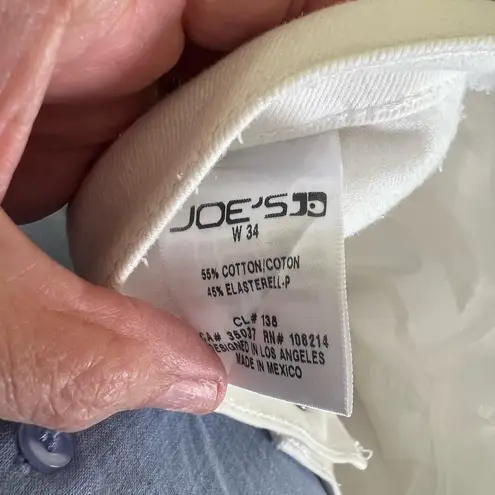 JOE'S JD
W 34
55% COTTON/COTON
45% ELASTERELL-P
CL# 138
CA# 35037 RN# 106214
DESIGNED IN LOS ANGELES
MADE IN MEXICO